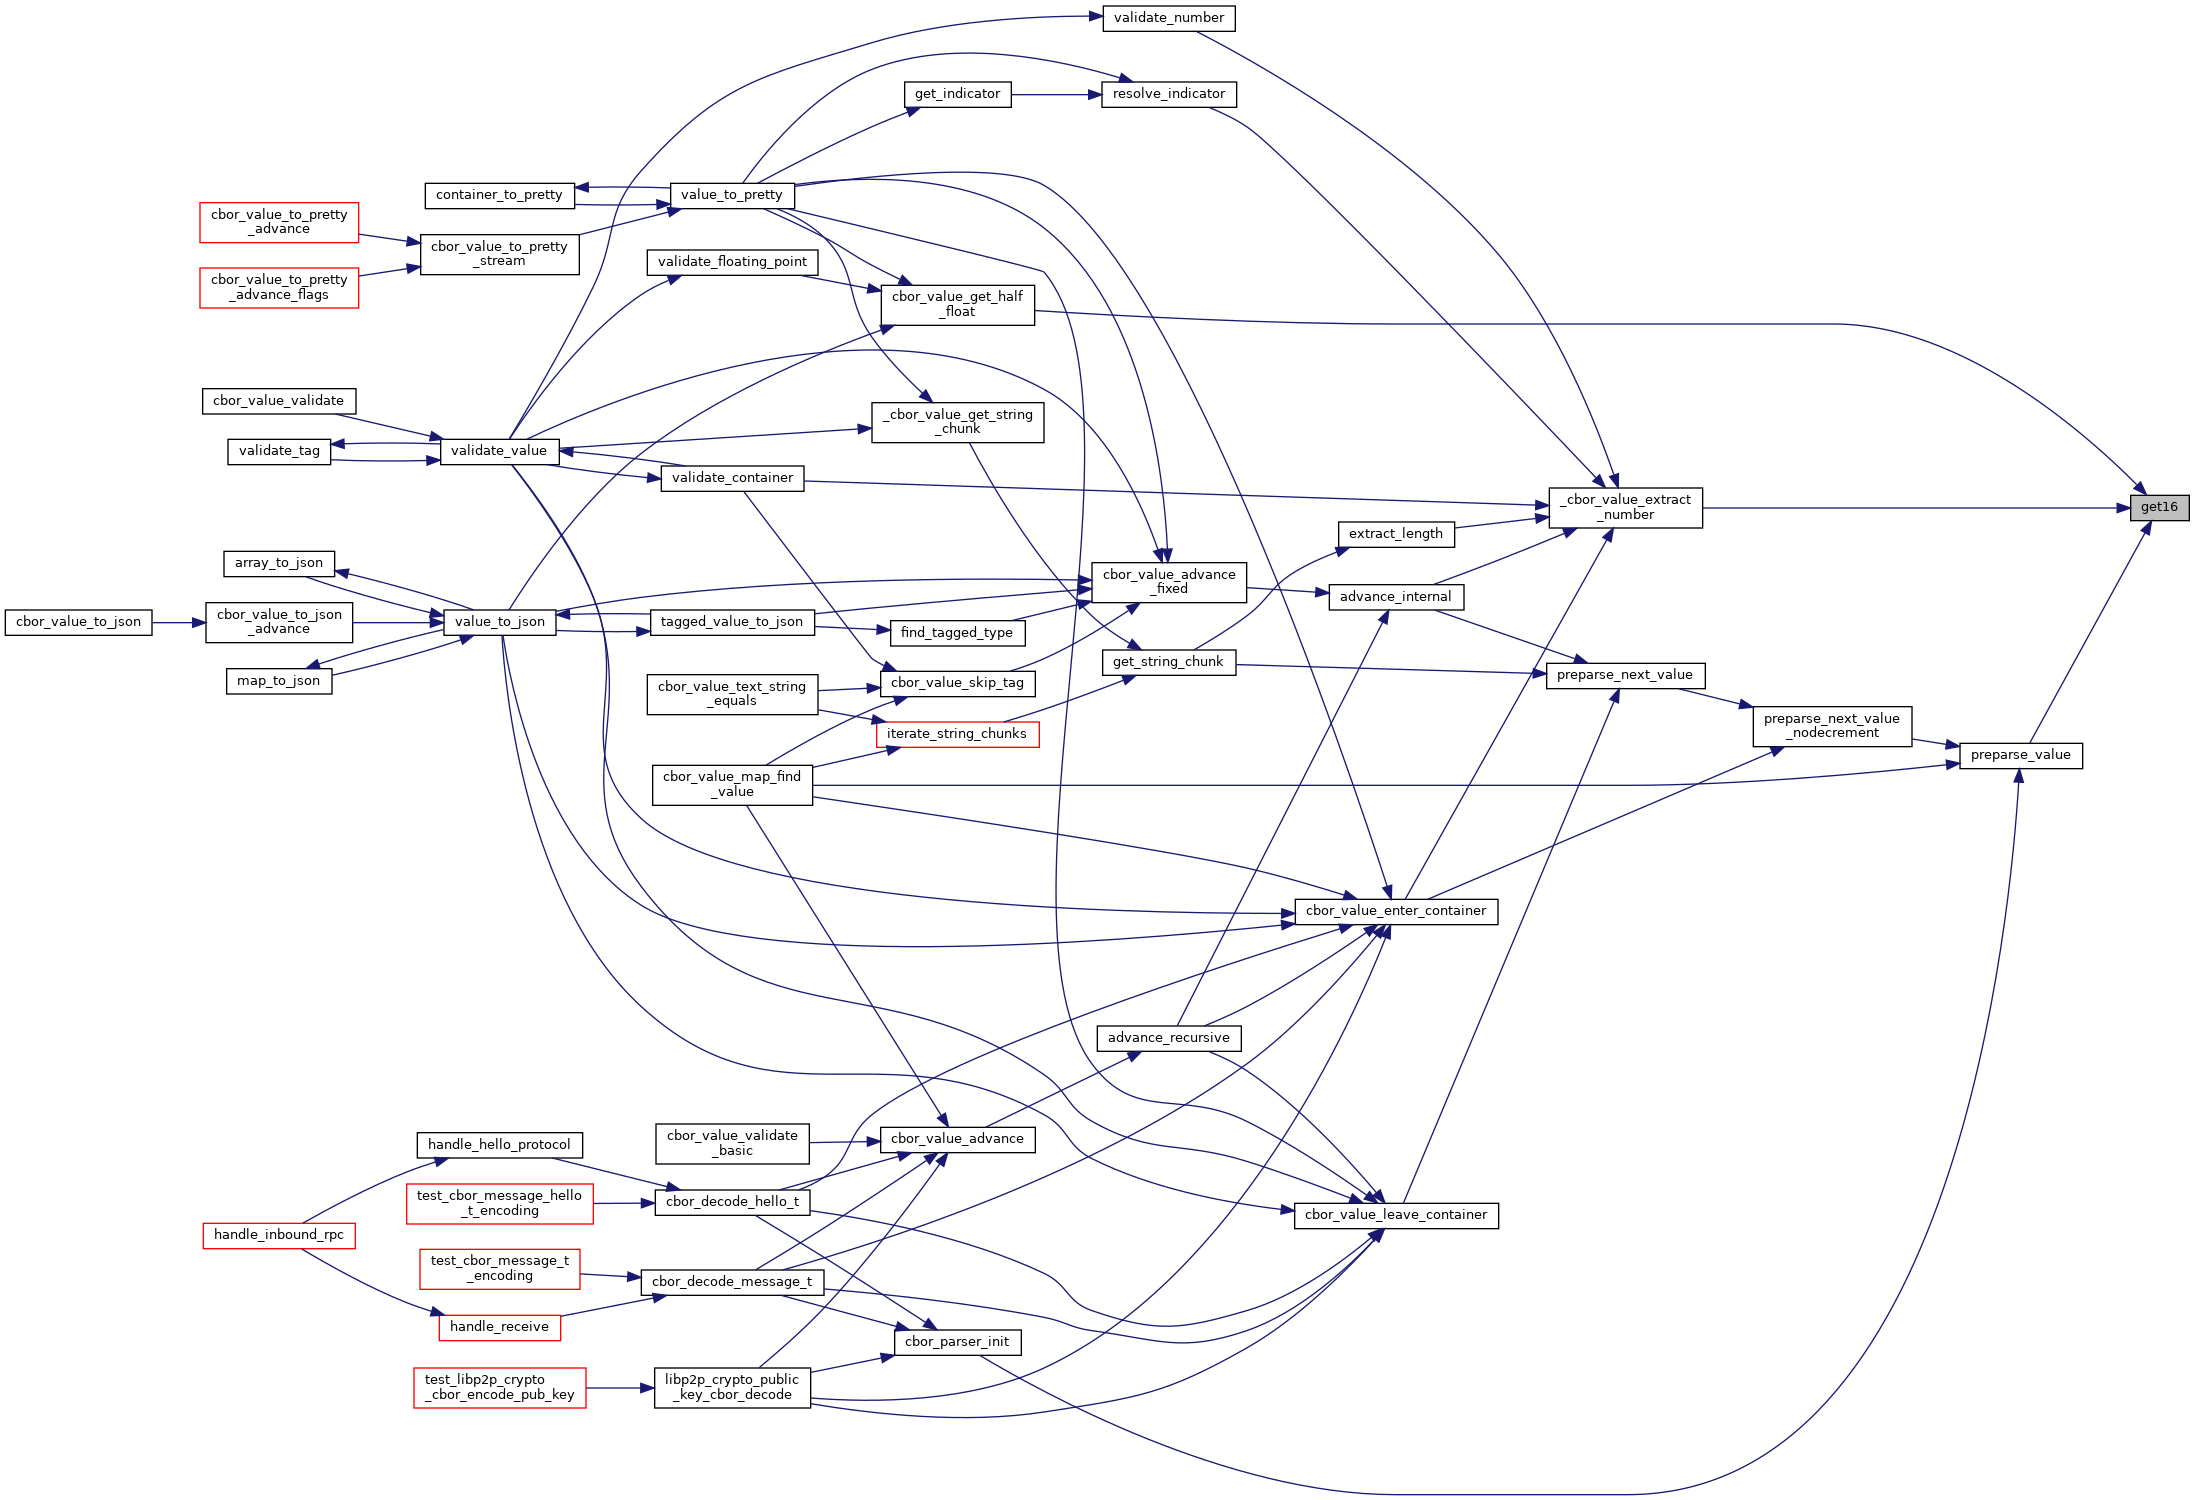 validate_number
get_indicator
resolve_indicator
container_to_pretty
value_to_pretty
cbor_value_to_pretty
_advance
cbor_value_to_pretty
_stream
validate_floating_point
cbor_value_to_pretty
_advance_flags
cbor_value_get_half
_float
cbor_value_validate
_cbor_value_get_string
_chunk
validate_tag
validate_value
validate_container
_cbor_value_extract
_number
get16
extract_length
array_to_json
cbor_value_advance
_fixed
advance_internal
cbor_value_to_json
cbor_value_to_json
_advance
value_to_json
tagged_value_to_json
find_tagged_type
get_string_chunk
map_to_json
cbor_value_text_string
_equals
cbor_value_skip_tag
preparse_next_value
iterate_string_chunks
preparse_next_value
_nodecrement
preparse_value
cbor_value_map_find
_value
cbor_value_enter_container
advance_recursive
handle_hello_protocol
cbor_value_validate
_basic
cbor_value_advance
test_cbor_message_hello
_t_encoding
cbor_decode_hello_t
cbor_value_leave_container
handle_inbound_rpc
test_cbor_message_t
_encoding
cbor_decode_message_t
handle_receive
cbor_parser_init
test_libp2p_crypto
_cbor_encode_pub_key
libp2p_crypto_public
_key_cbor_decode